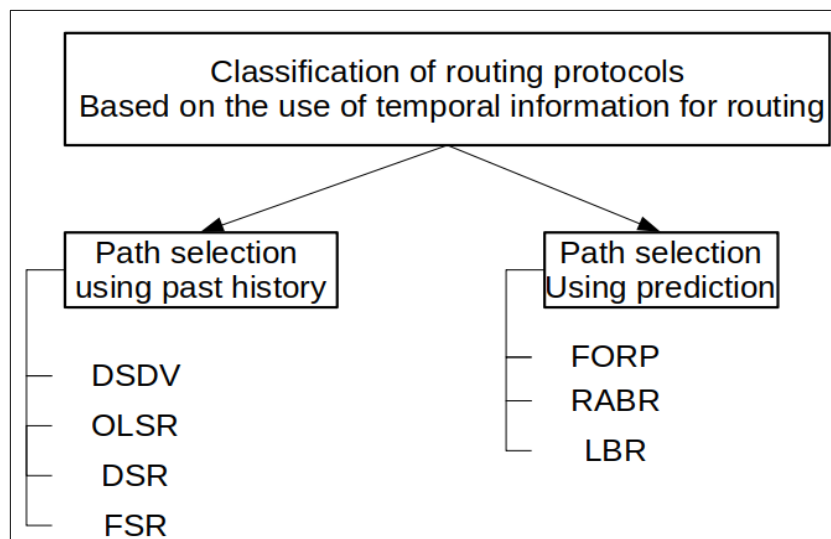 Classification of routing protocols
Based on the use of temporal information for routing
Path selection
using past history
DSDV
OLSR
DSR
FSR
Path selection
Using prediction
FORP
RABR
LBR